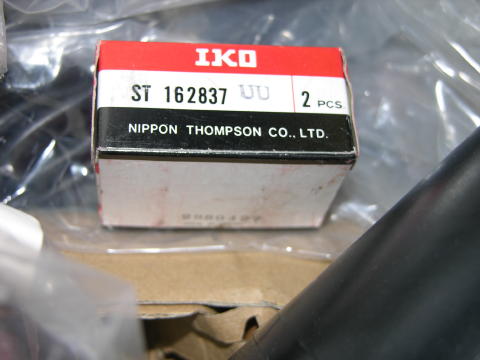 IKO
ST 162837 UU 2 PCS
NIPPON THOMPSON CO., LTD.